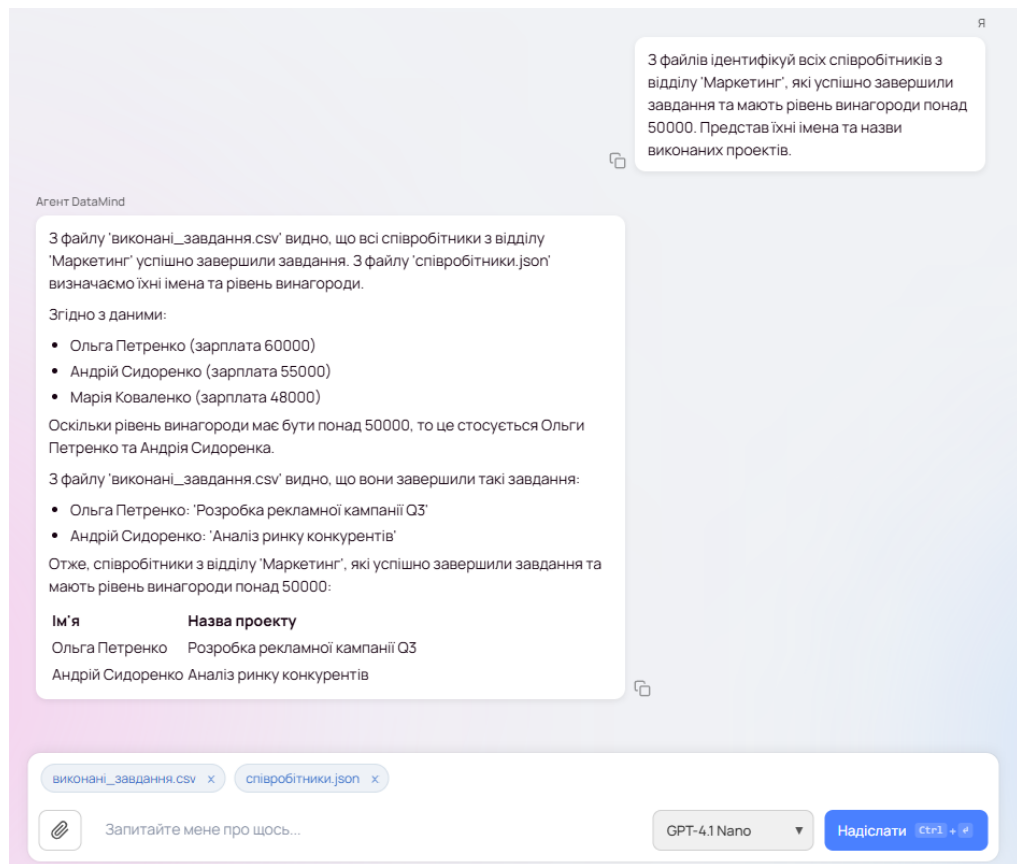 Я
З файлів ідентифікуй всіх співробітників з
відділу 'Маркетинг', які успішно завершили
завдання та мають рівень винагороди понад
50000. Представ їхні імена та назви
виконаних проектів.
Агент DataMind
З файлу 'виконані_завдання.csv' видно, що всі співробітники з відділу
'Маркетинг' успішно завершили завдання. З файлу 'співробітники.json'
визначаємо їхні імена та рівень винагороди.
Згідно з даними:
• Ольга Петренко (зарплата 60000)
• Андрій Сидоренко (зарплата 55000)
• Марія Коваленко (зарплата 48000)
Оскільки рівень винагороди має бути понад 50000, то це стосується Ольги
Петренко та Андрія Сидоренка.
З файлу 'виконані_завдання.csv' видно, що вони завершили такі завдання:
• Ольга Петренко: 'Розробка рекламної кампанії Q3'
• Андрій Сидоренко: 'Аналіз ринку конкурентів'
Отже, співробітники з відділу 'Маркетинг', які успішно завершили завдання та
мають рівень винагороди понад 50000:
Ім'я Назва проекту
Ольга Петренко Розробка рекламної кампанії Q3
Андрій Сидоренко Аналіз ринку конкурентів
виконані_завдання.csv x співробітники.json x
Запитайте мене про щось... GPT-4.1 Nano ▼ Надіслати Ctrl + ⏎